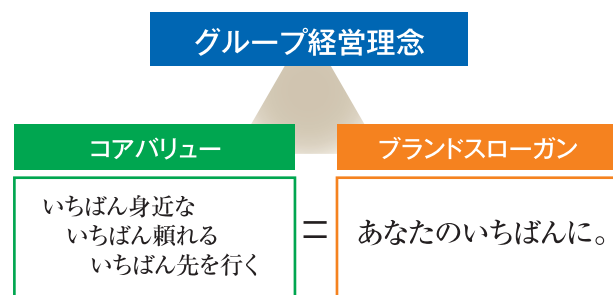 グループ経営理念
コアバリュー
いちばん身近な
いちばん頼れる
いちばん先を行く
=
ブランドスローガン
あなたのいちばんに。